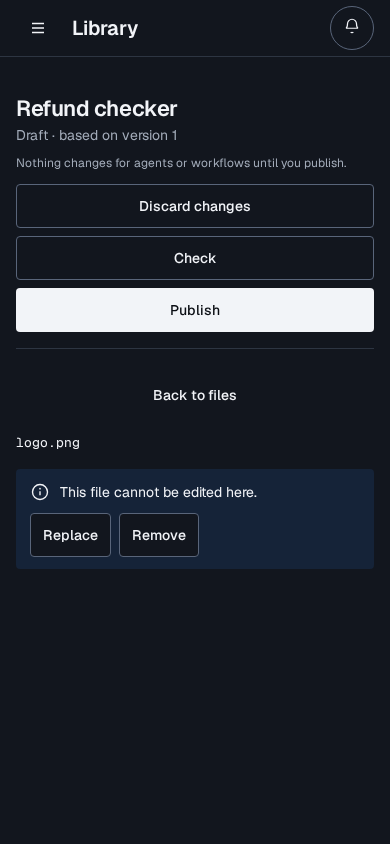 Library
Refund checker
Draft · based on version 1
Nothing changes for agents or workflows until you publish.
Discard changes
Check
Publish
Back to files
logo.png
This file cannot be edited here.
Replace
Remove